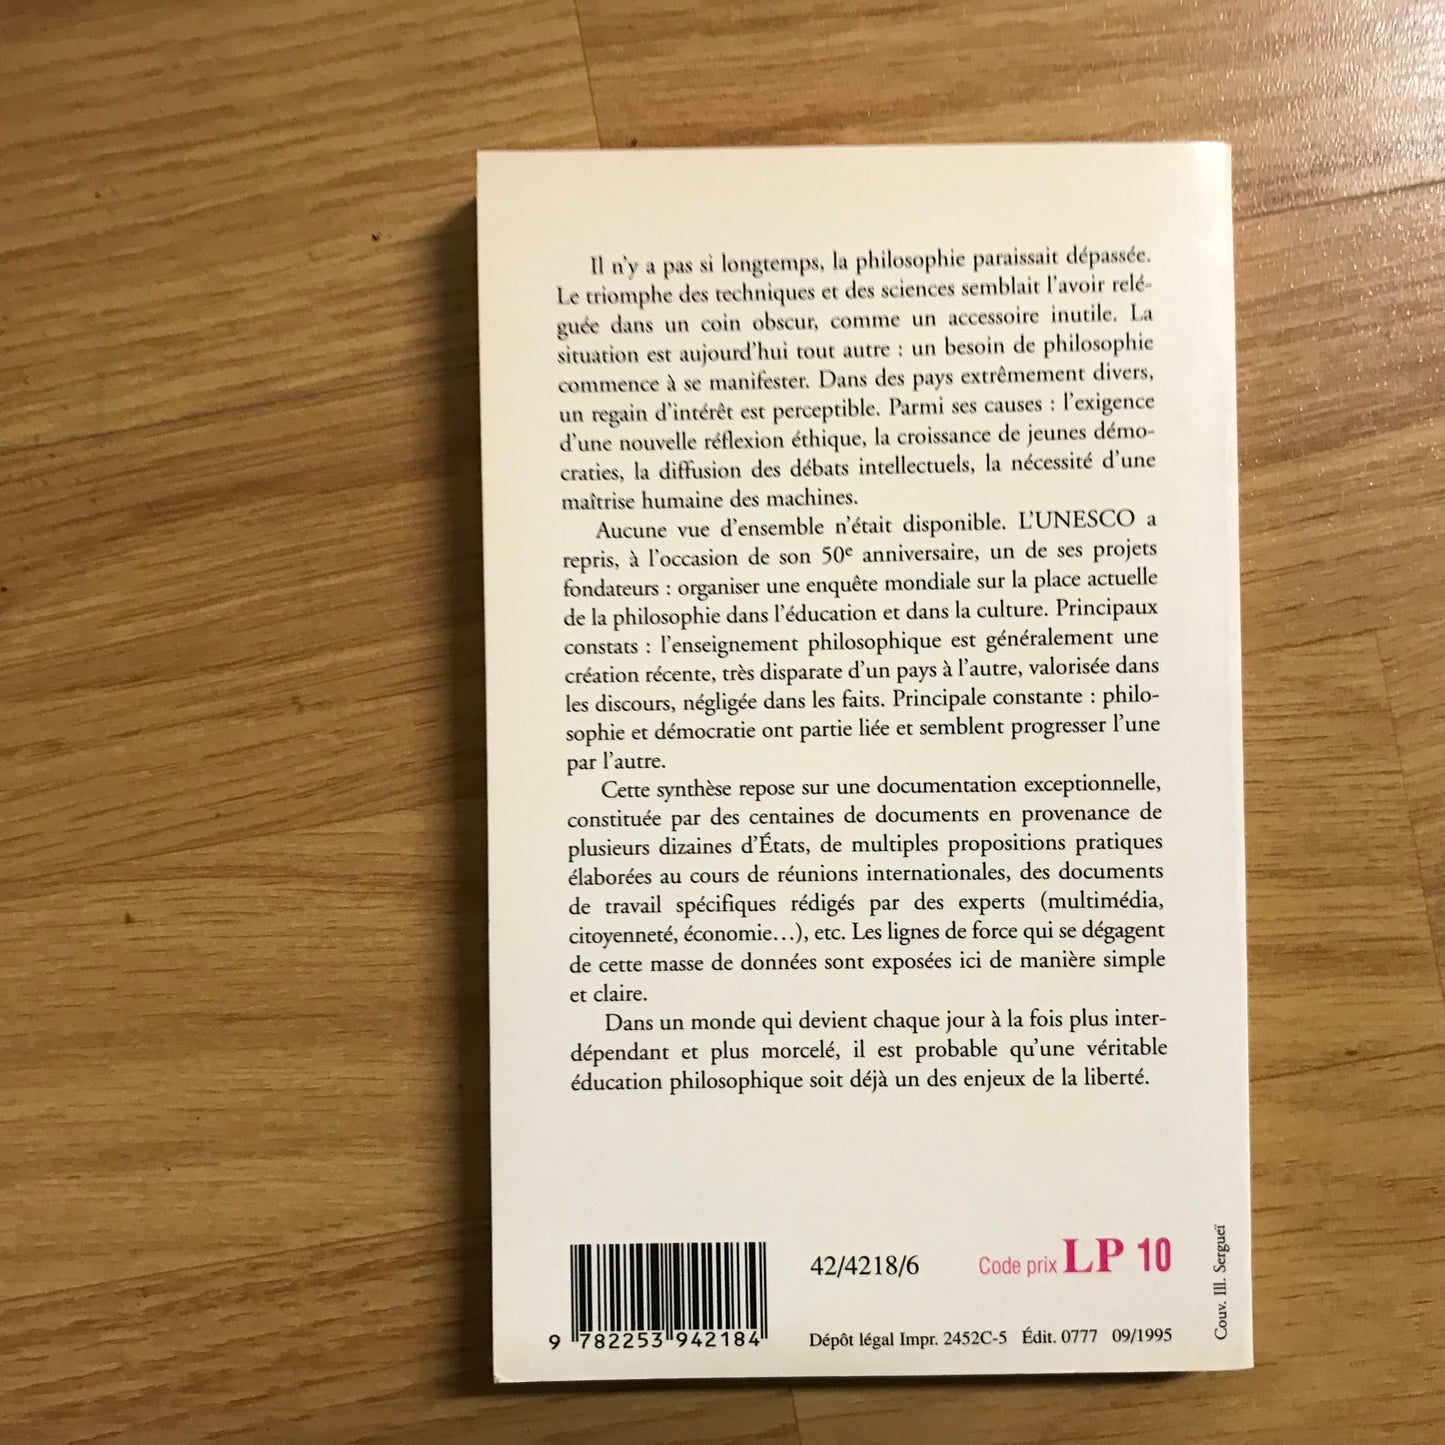 Il n'y a pas si longtemps, la philosophie paraissait dépassée.
Le triomphe des techniques et des sciences semblait l'avoir relé-
guée dans un coin obscur, comme un accessoire inutile. La
situation est aujourd'hui tout autre : un besoin de philosophie
commence à se manifester. Dans des pays extrêmement divers,
un regain d'intérêt est perceptible. Parmi ses causes : l'exigence
d'une nouvelle réflexion éthique, la croissance de jeunes démo-
craties, la diffusion des débats intellectuels, la nécessité d'une
maîtrise humaine des machines.
Aucune vue d'ensemble n'était disponible. L'UNESCO a
repris, à l'occasion de son 50e anniversaire, un de ses projets
fondateurs : organiser une enquête mondiale sur la place actuelle
de la philosophie dans l'éducation et dans la culture. Principaux
constats : l'enseignement philosophique est généralement une
création récente, très disparate d'un pays à l'autre, valorisée dans
les discours, négligée dans les faits. Principale constante : philo-
sophie et démocratie ont partie liée et semblent progresser l'une
par l'autre.
Cette synthèse repose sur une documentation exceptionnelle,
constituée par des centaines de documents en provenance de
plusieurs dizaines d'États, de multiples propositions pratiques
élaborées au cours de réunions internationales, des documents
de travail spécifiques rédigés par des experts (multimédia,
citoyenneté, économie…), etc. Les lignes de force qui se dégagent
de cette masse de données sont exposées ici de manière simple
et claire.
Dans un monde qui devient chaque jour à la fois plus inter-
dépendant et plus morcelé, il est probable qu'une véritable
éducation philosophique soit déjà un des enjeux de la liberté.
42/4218/6
Code prix LP 10
9 782253 942184
Dépôt légal Impr. 2452C-5 Édit. 0777 09/1995
Couv. Ill. Sergueï